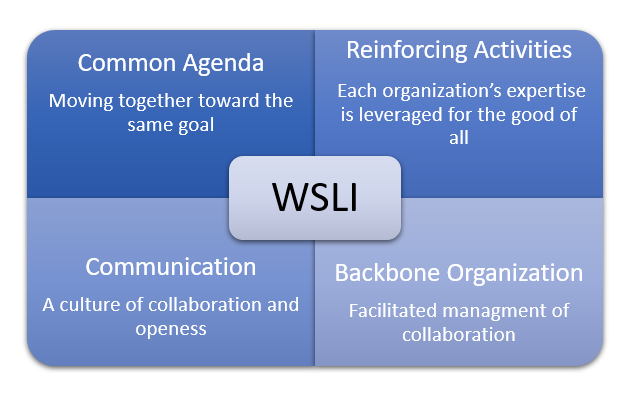 Common Agenda
Moving together toward the
same goal
Reinforcing Activities
Each organization’s expertise
is leveraged for the good of
all
WSLI
Communication
A culture of collaboration and
openess
Backbone Organization
Facilitated managment of
collaboration